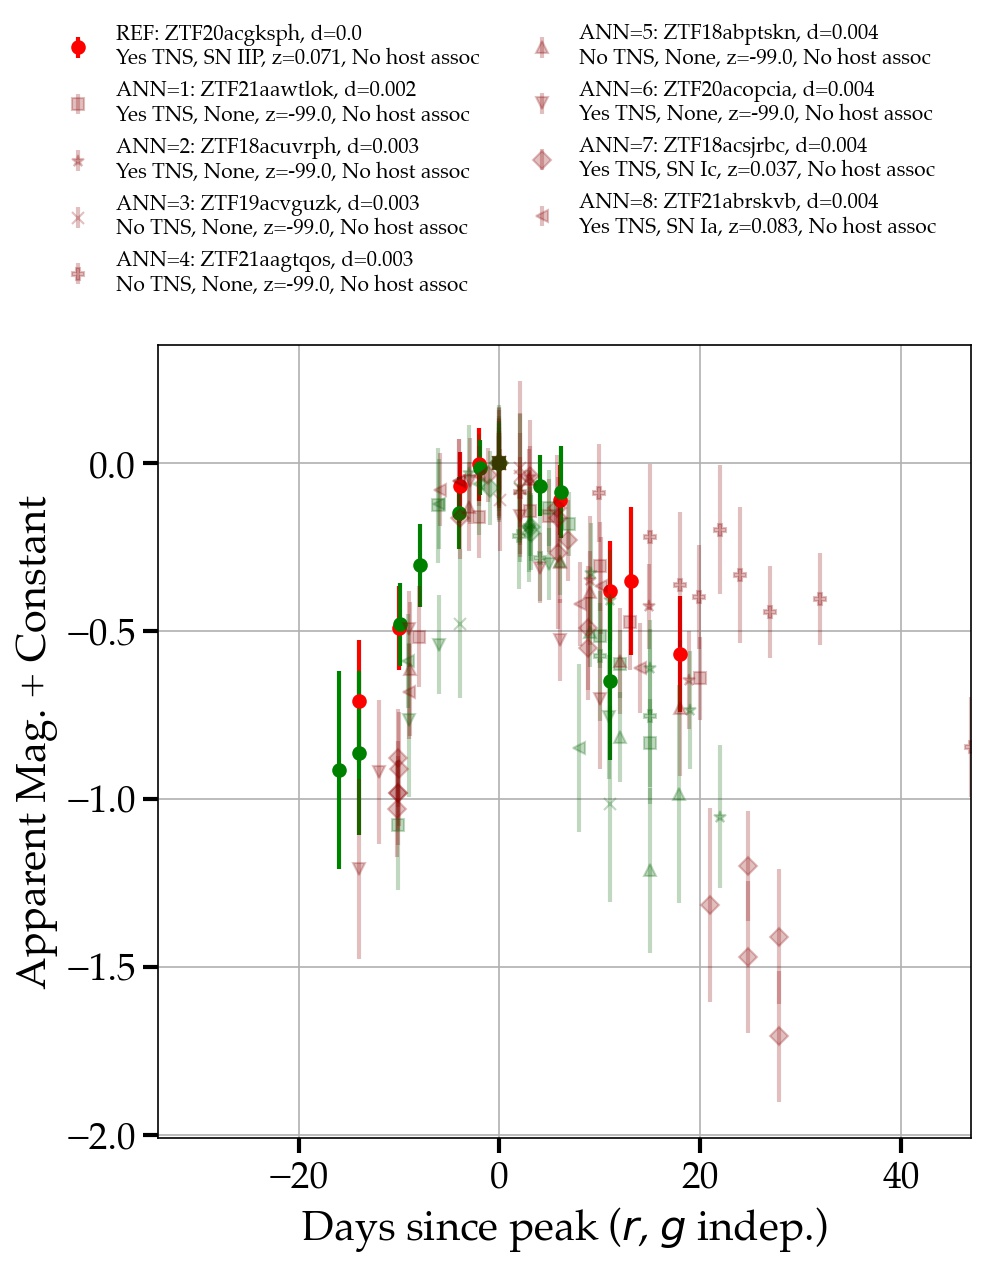 REF: ZTF20acgksph, d=0.0
Yes TNS, SN IIP, z=0.071, No host assoc
ANN=1: ZTF21aawtlok, d=0.002
Yes TNS, None, z=-99.0, No host assoc
ANN=2: ZTF18acuvrph, d=0.003
Yes TNS, None, z=-99.0, No host assoc
ANN=3: ZTF19acvguzk, d=0.003
No TNS, None, z=-99.0, No host assoc
ANN=4: ZTF21aagtqos, d=0.003
No TNS, None, z=-99.0, No host assoc
ANN=5: ZTF18abptskn, d=0.004
No TNS, None, z=-99.0, No host assoc
ANN=6: ZTF20acopcia, d=0.004
Yes TNS, None, z=-99.0, No host assoc
ANN=7: ZTF18acsjrbc, d=0.004
Yes TNS, SN Ic, z=0.037, No host assoc
ANN=8: ZTF21abrskvb, d=0.004
Yes TNS, SN Ia, z=0.083, No host assoc
Apparent Mag. + Constant
0.0
−0.5
−1.0
−1.5
−2.0
−20
0
20
40
Days since peak (r, g indep.)